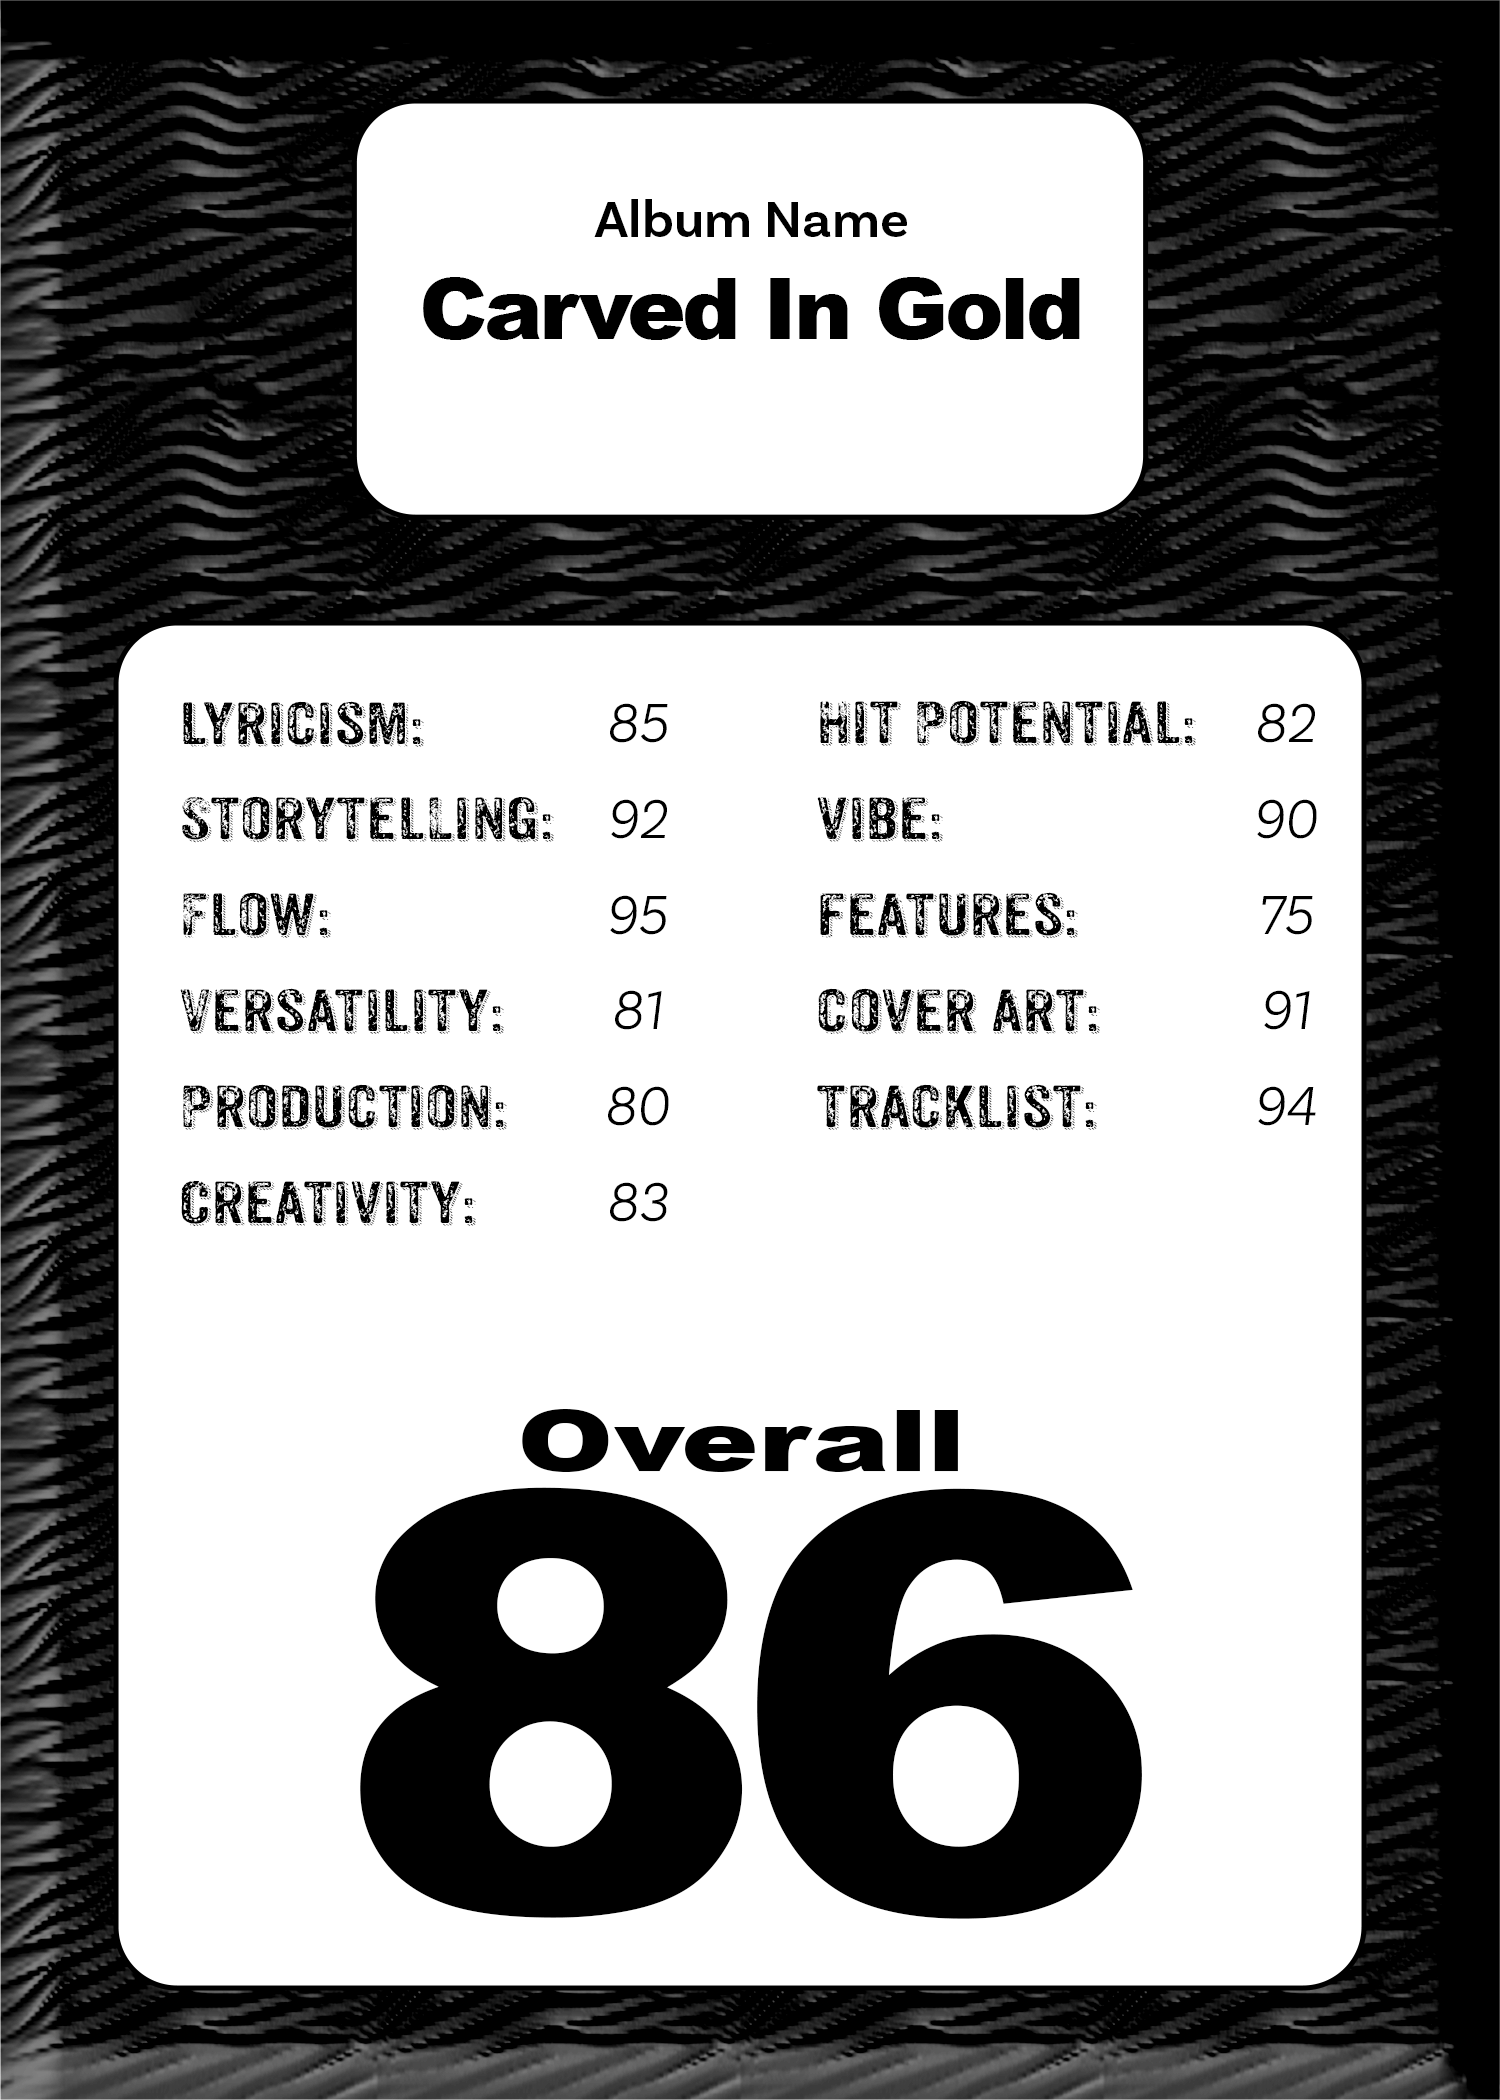 Album Name
Carved In Gold
LYRICISM: 85
STORYTELLING: 92
FLOW: 95
VERSATILITY: 81
PRODUCTION: 80
CREATIVITY: 83
HIT POTENTIAL: 82
VIBE: 90
FEATURES: 75
COVER ART: 91
TRACKLIST: 94
Overall
86